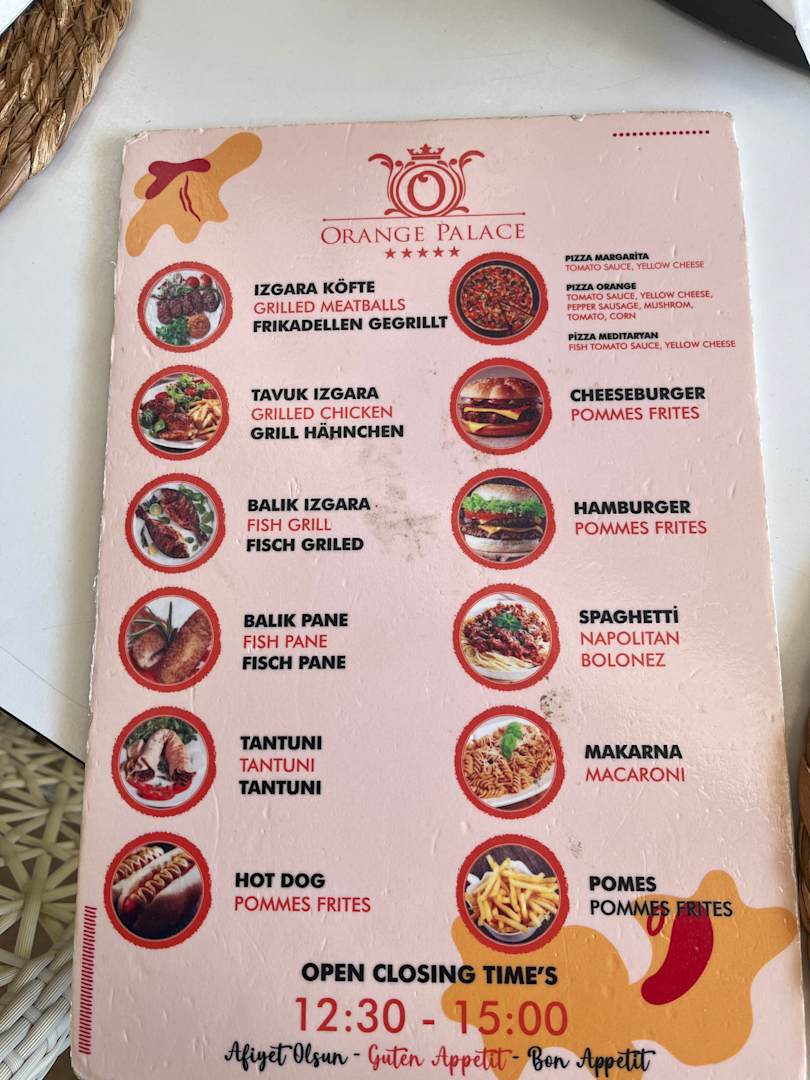 O
ORANGE PALACE
IZGARA KÖFTE
GRILLED MEATBALLS
FRIKADELLEN GEGRILLT
TAVUK IZGARA
GRILLED CHICKEN
GRILL HÄHNCHEN
BALIK IZGARA
FISH GRILL
FISCH GRILED
BALIK PANE
FISH PANE
FISCH PANE
TANTUNI
TANTUNI
TANTUNI
HOT DOG
POMMES FRITES
PIZZA MARGARİTA
TOMATO SAUCE, YELLOW CHEESE
PIZZA ORANGE
TOMATO SAUCE, YELLOW CHEESE,
PEPPER SAUSAGE, MUSHROM,
TOMATO, CORN
PİZZA MEDITARYAN
FISH TOMATO SAUCE, YELLOW CHEESE
CHEESEBURGER
POMMES FRITES
HAMBURGER
POMMES FRITES
SPAGHETTİ
NAPOLITAN
BOLONEZ
MAKARNA
MACARONI
POMES
POMMES FRITES
OPEN CLOSING TIME'S
12:30 - 15:00
Afiyet Olsun - Guten Appetit - Bon Appetit